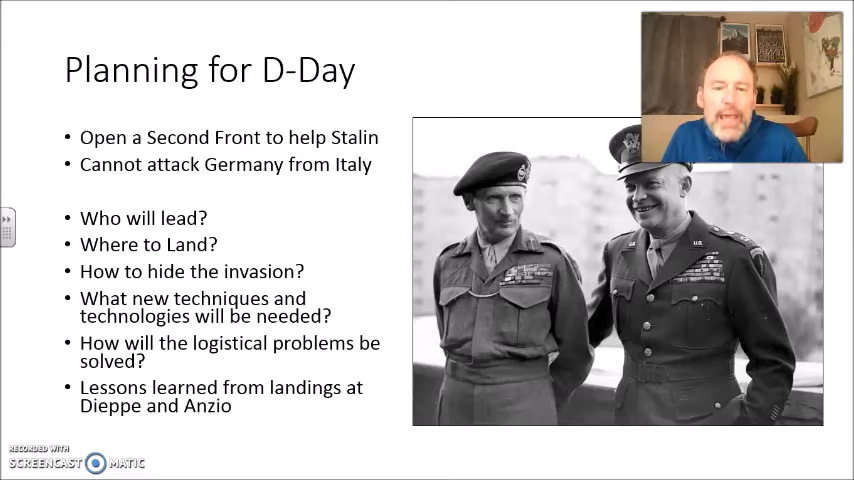 Planning for D-Day
• Open a Second Front to help Stalin
• Cannot attack Germany from Italy
• Who will lead?
• Where to Land?
• How to hide the invasion?
• What new techniques and
technologies will be needed?
• How will the logistical problems be
solved?
• Lessons learned from landings at
Dieppe and Anzio
RECORDED WITH
SCREENCAST MATIC